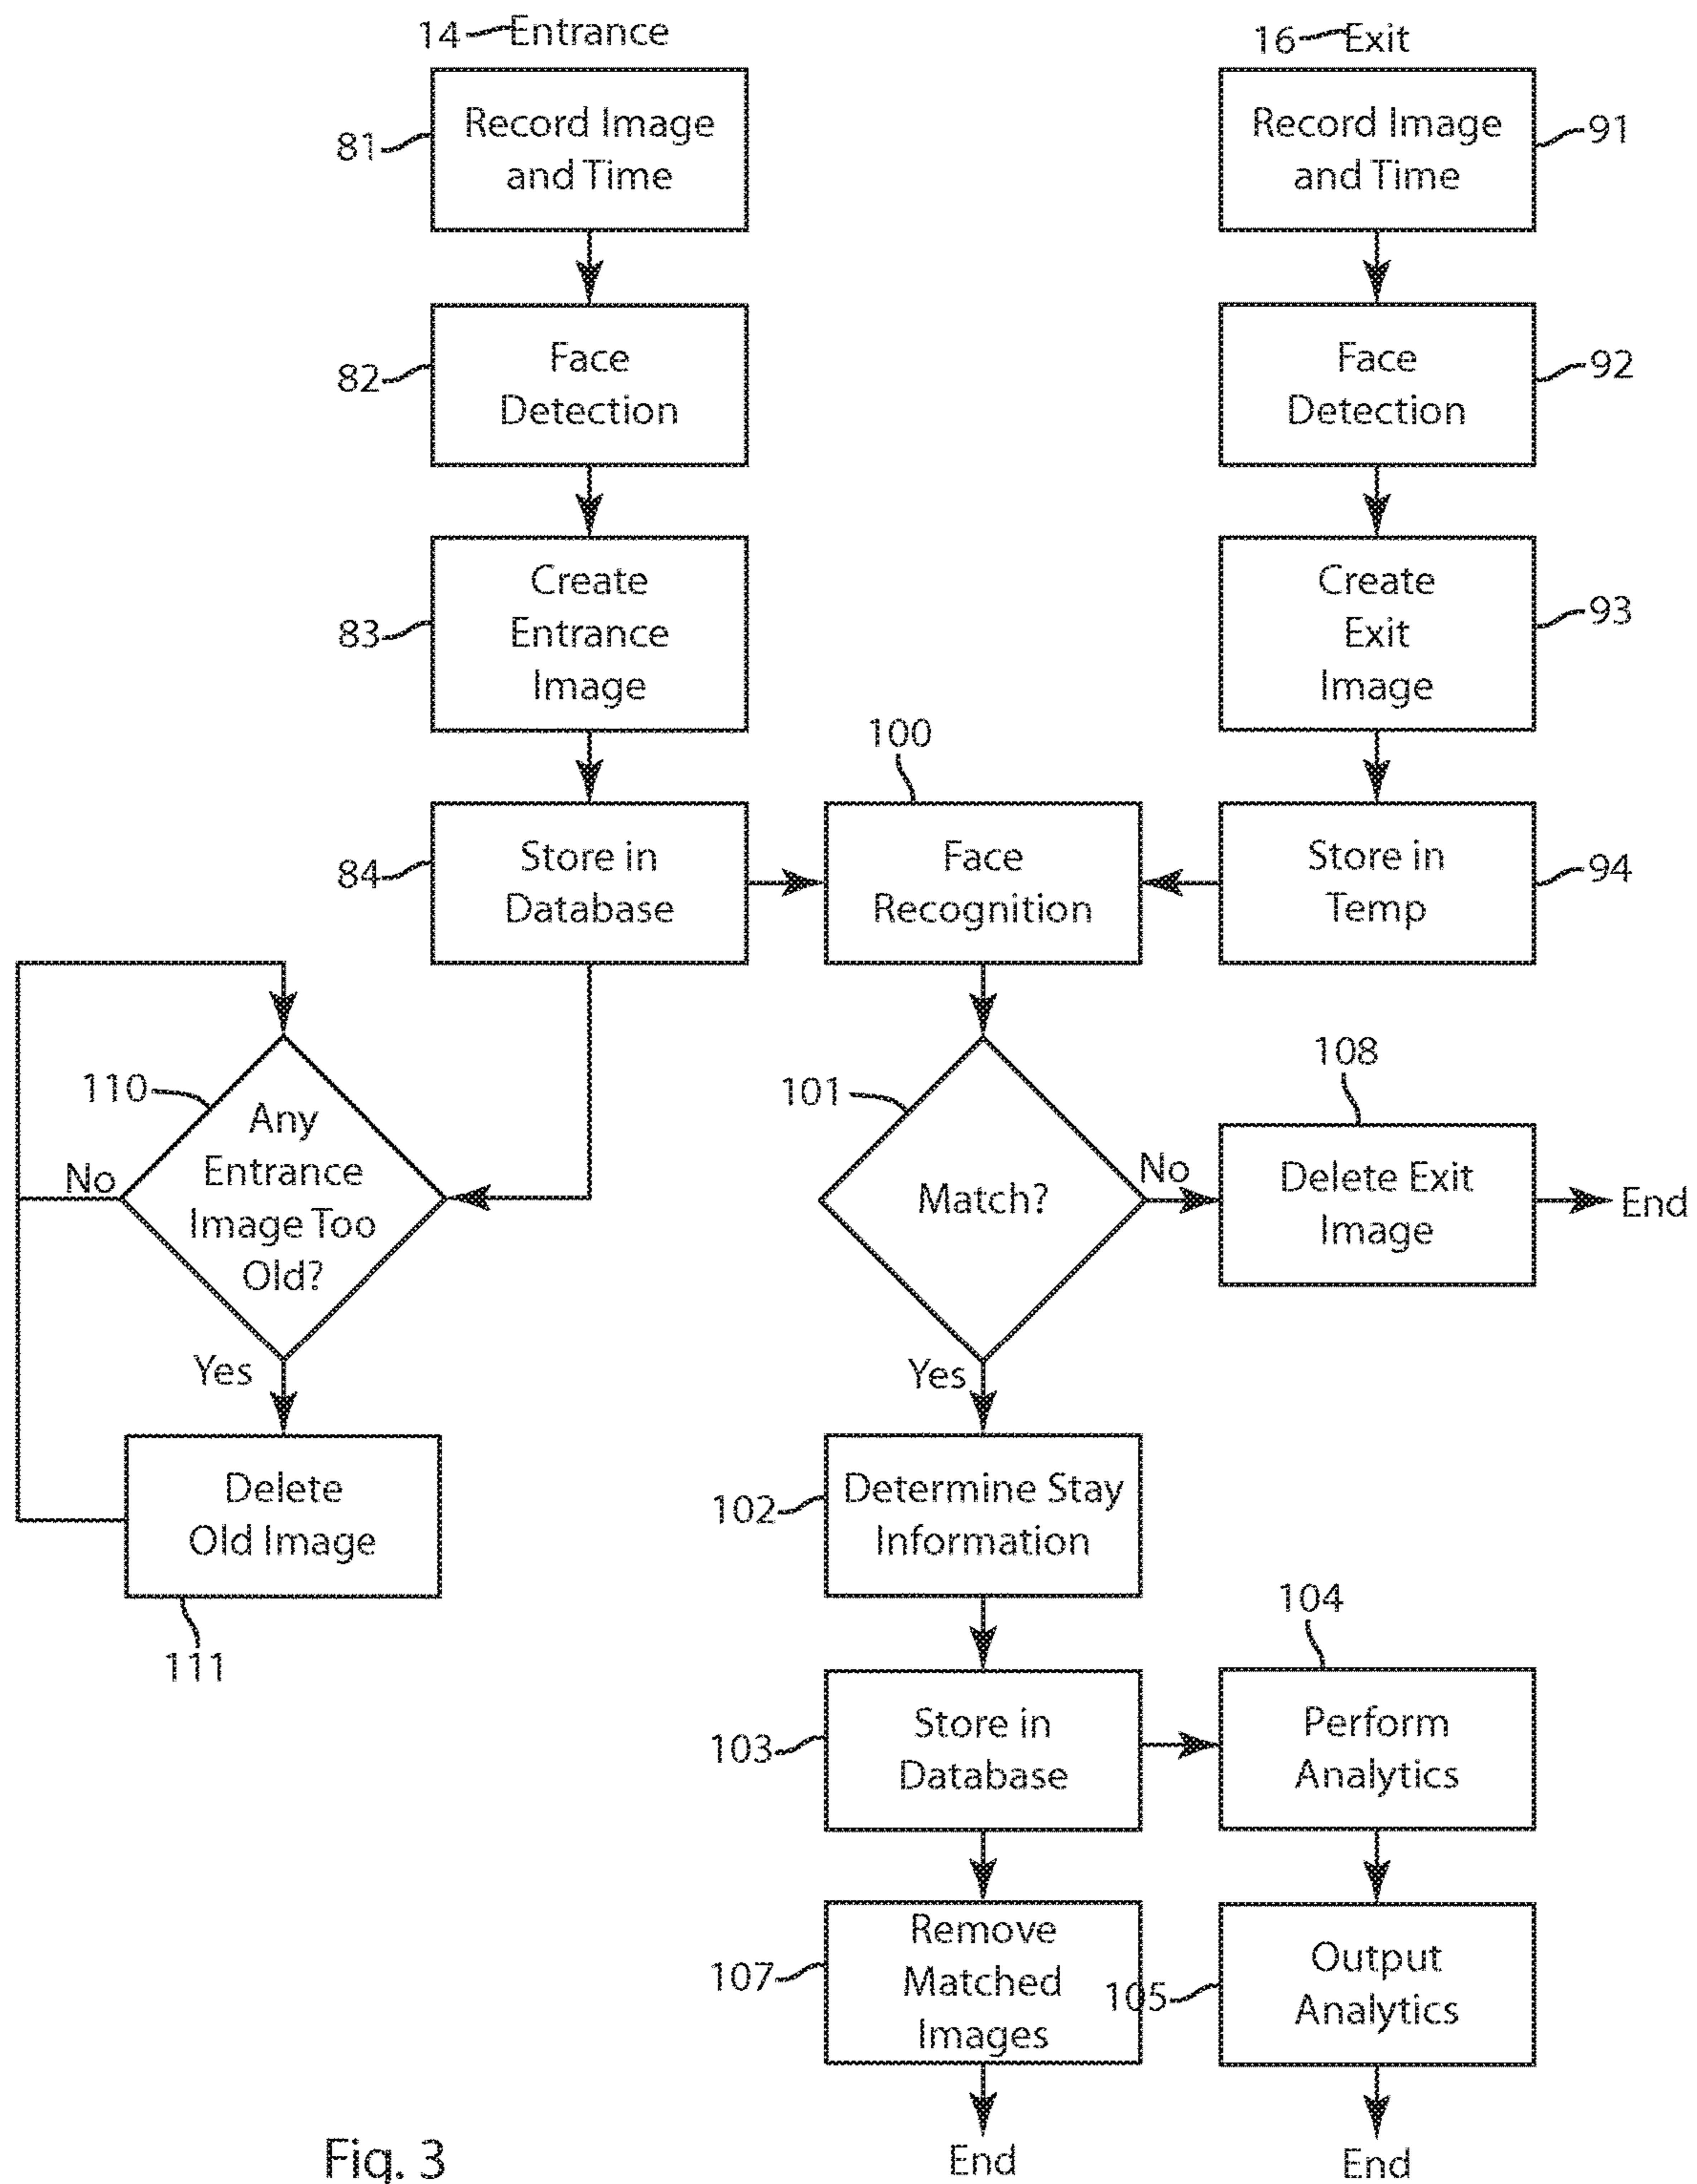 14 Entrance
16 Exit
81
Record Image
and Time
Record Image
and Time
91
82
Face
Detection
Face
Detection
92
83
Create
Entrance
Image
Create
Exit
Image
93
100
84
Store in
Database
Face
Recognition
Store in
Temp
94
110
Any
Entrance
Image Too
Old?
No
Yes
101
Match?
No
Yes
108
Delete Exit
Image
End
Delete
Old Image
111
102
Determine Stay
Information
103
Store in
Database
104
Perform
Analytics
107
Remove
Matched
Images
105
Output
Analytics
End
End
Fig. 3